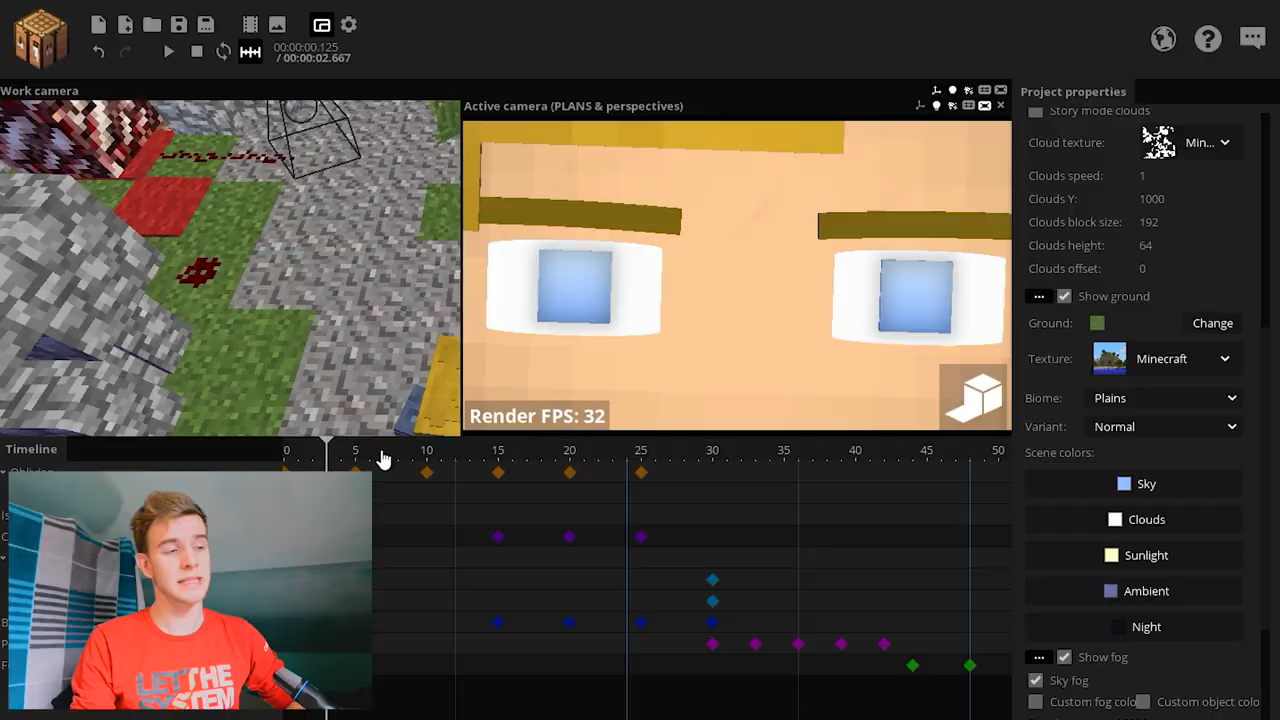 00:00:00.125
/ 00:00:02.667
Work camera
Active camera (PLANS & perspectives)
Render FPS: 32
Project properties
Story mode clouds
Cloud texture: Min...
Clouds speed: 1
Clouds Y: 1000
Clouds block size: 192
Clouds height: 64
Clouds offset: 0
Show ground
Ground: Change
Texture: Minecraft
Biome: Plains
Variant: Normal
Scene colors:
Sky
Clouds
Sunlight
Ambient
Night
Show fog
Sky fog
Custom fog colo Custom object colo
Timeline
0 5 10 15 20 25 30 35 40 45 50
LET THE
SYSTEM